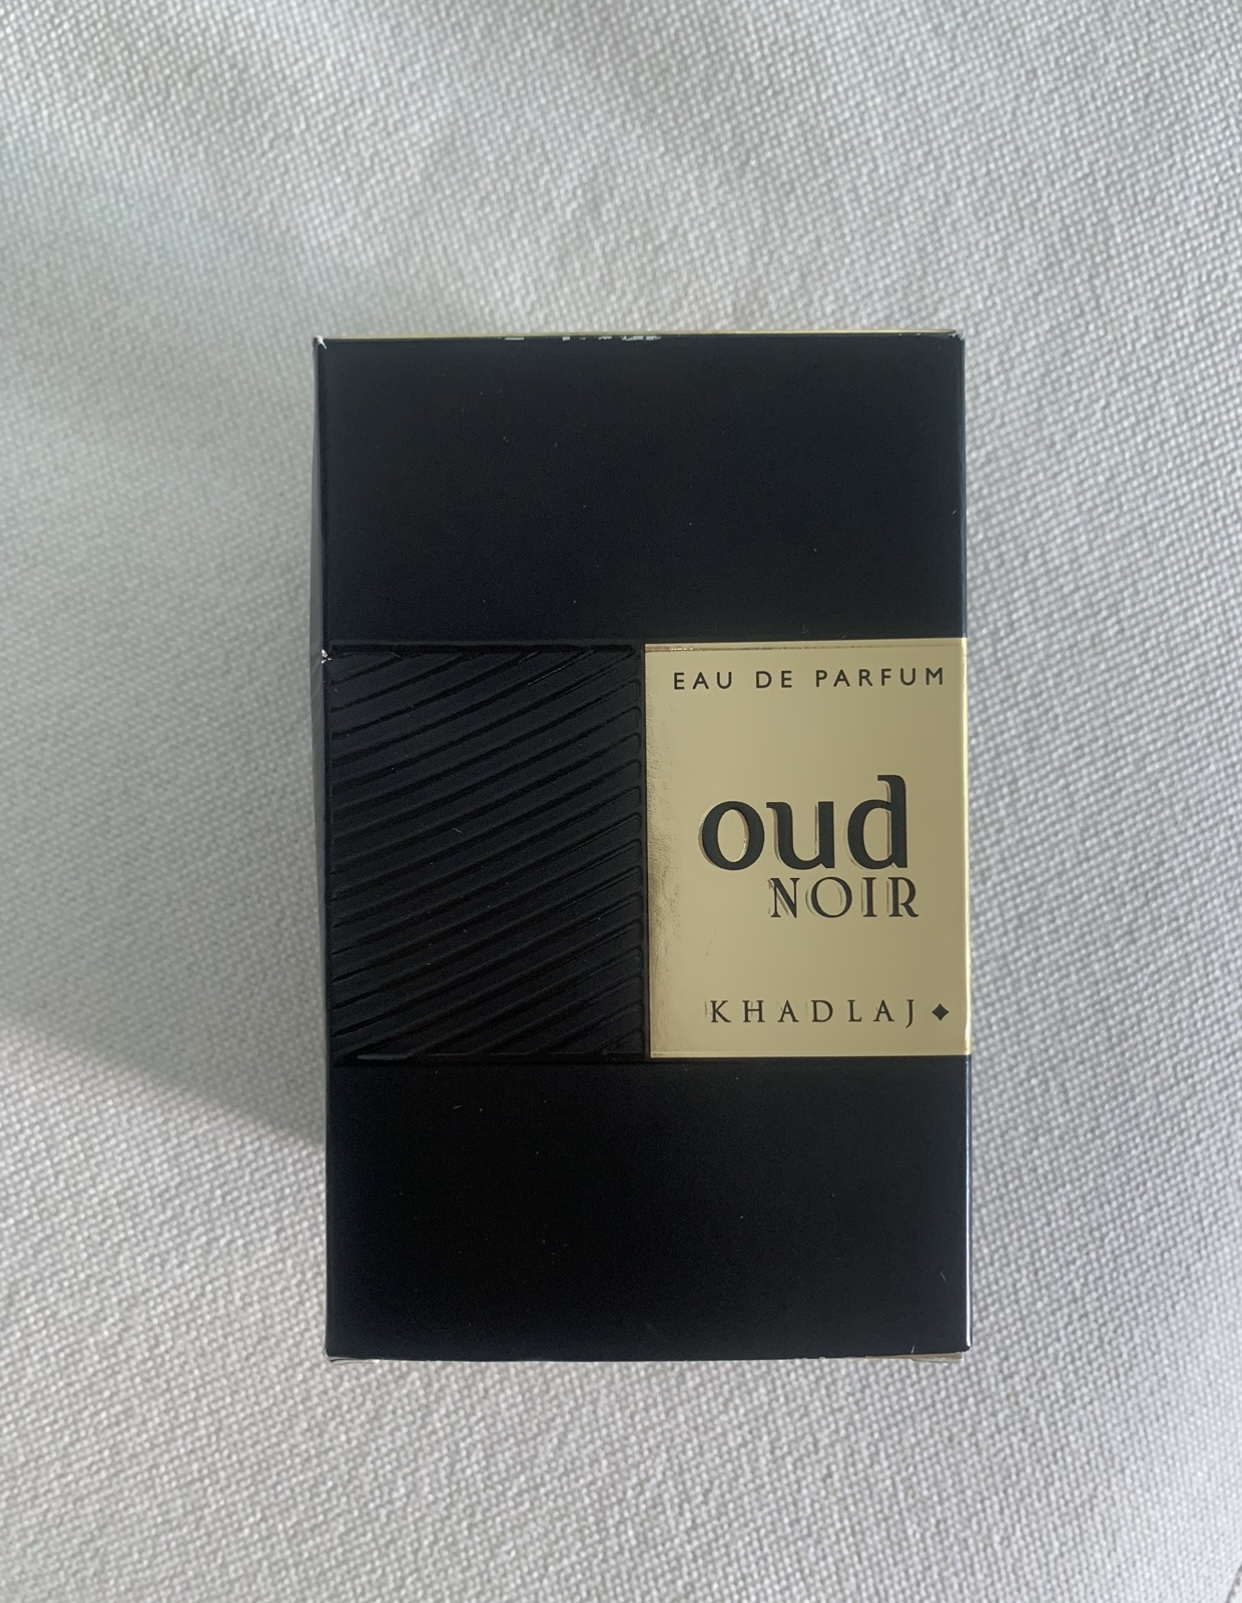 EAU DE PARFUM
oud
NOIR
KHADLAJ